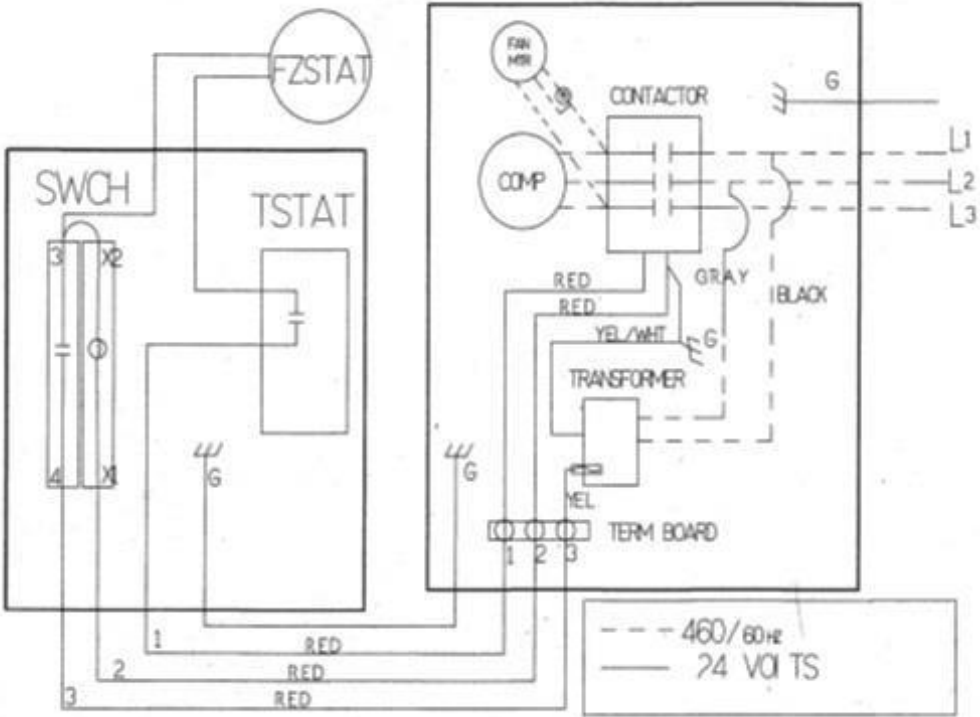 FZSTAT
FAN
MTR
CONTACTOR
G
L1
COMP
L2
L3
SWCH
TSTAT
3
X2
RED
GRAY
RED
BLACK
YEL/WHT
G
TRANSFORMER
4
X1
G
G
YEL
TERM BOARD
1 2 3
1 RED
2 RED
3 RED
460/60HZ
24 VOLTS